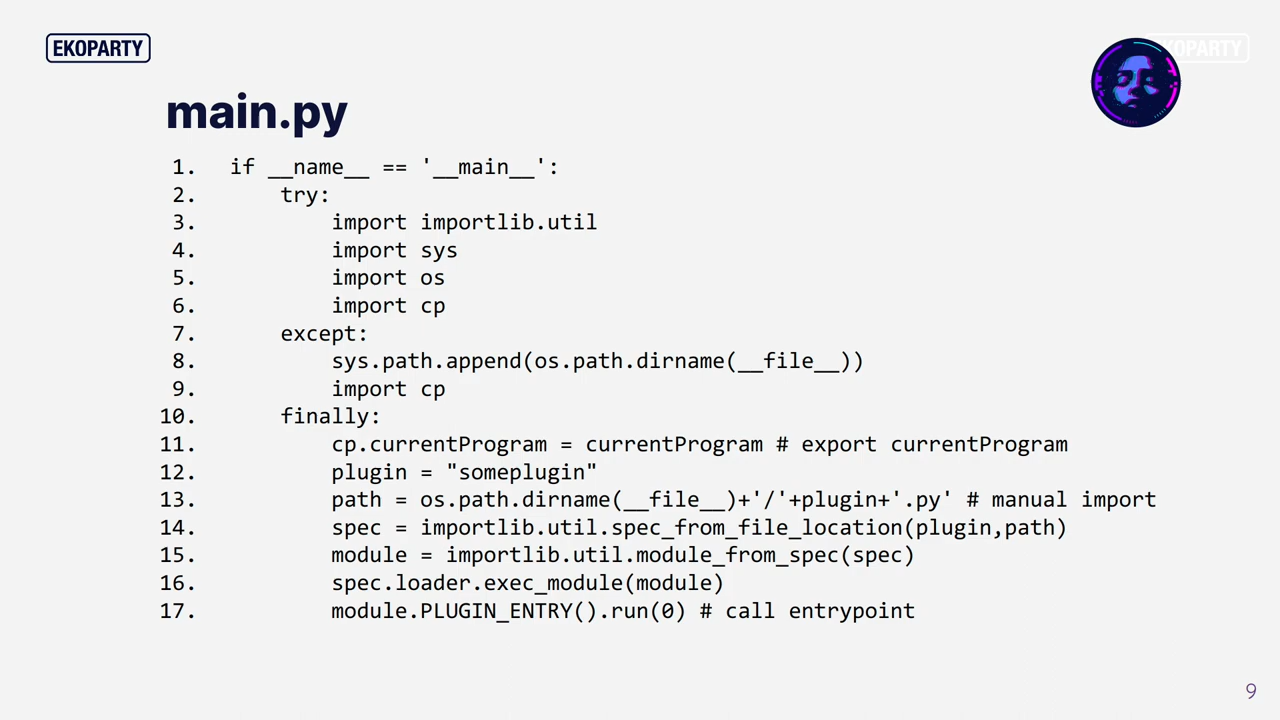 EKOPARTY
main.py
1. if __name__ == '__main__':
2. try:
3. import importlib.util
4. import sys
5. import os
6. import cp
7. except:
8. sys.path.append(os.path.dirname(__file__))
9. import cp
10. finally:
11. cp.currentProgram = currentProgram # export currentProgram
12. plugin = "someplugin"
13. path = os.path.dirname(__file__)+'/'+plugin+'.py' # manual import
14. spec = importlib.util.spec_from_file_location(plugin,path)
15. module = importlib.util.module_from_spec(spec)
16. spec.loader.exec_module(module)
17. module.PLUGIN_ENTRY().run(0) # call entrypoint
9